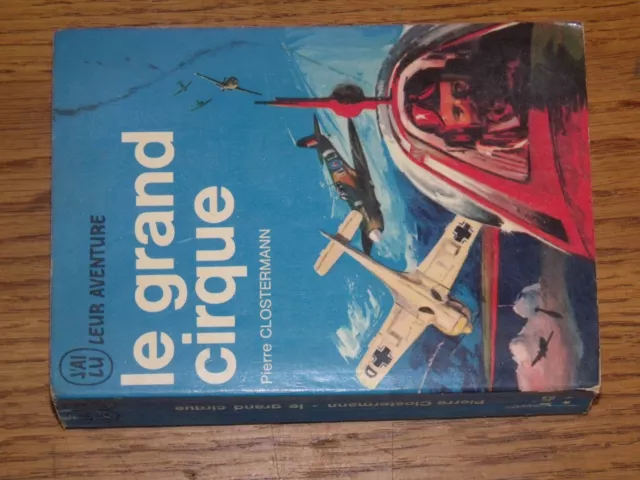 J'AI
LU
LEUR AVENTURE
le grand
cirque
Pierre CLOSTERMANN
Pierre Clostermann - le grand cirque